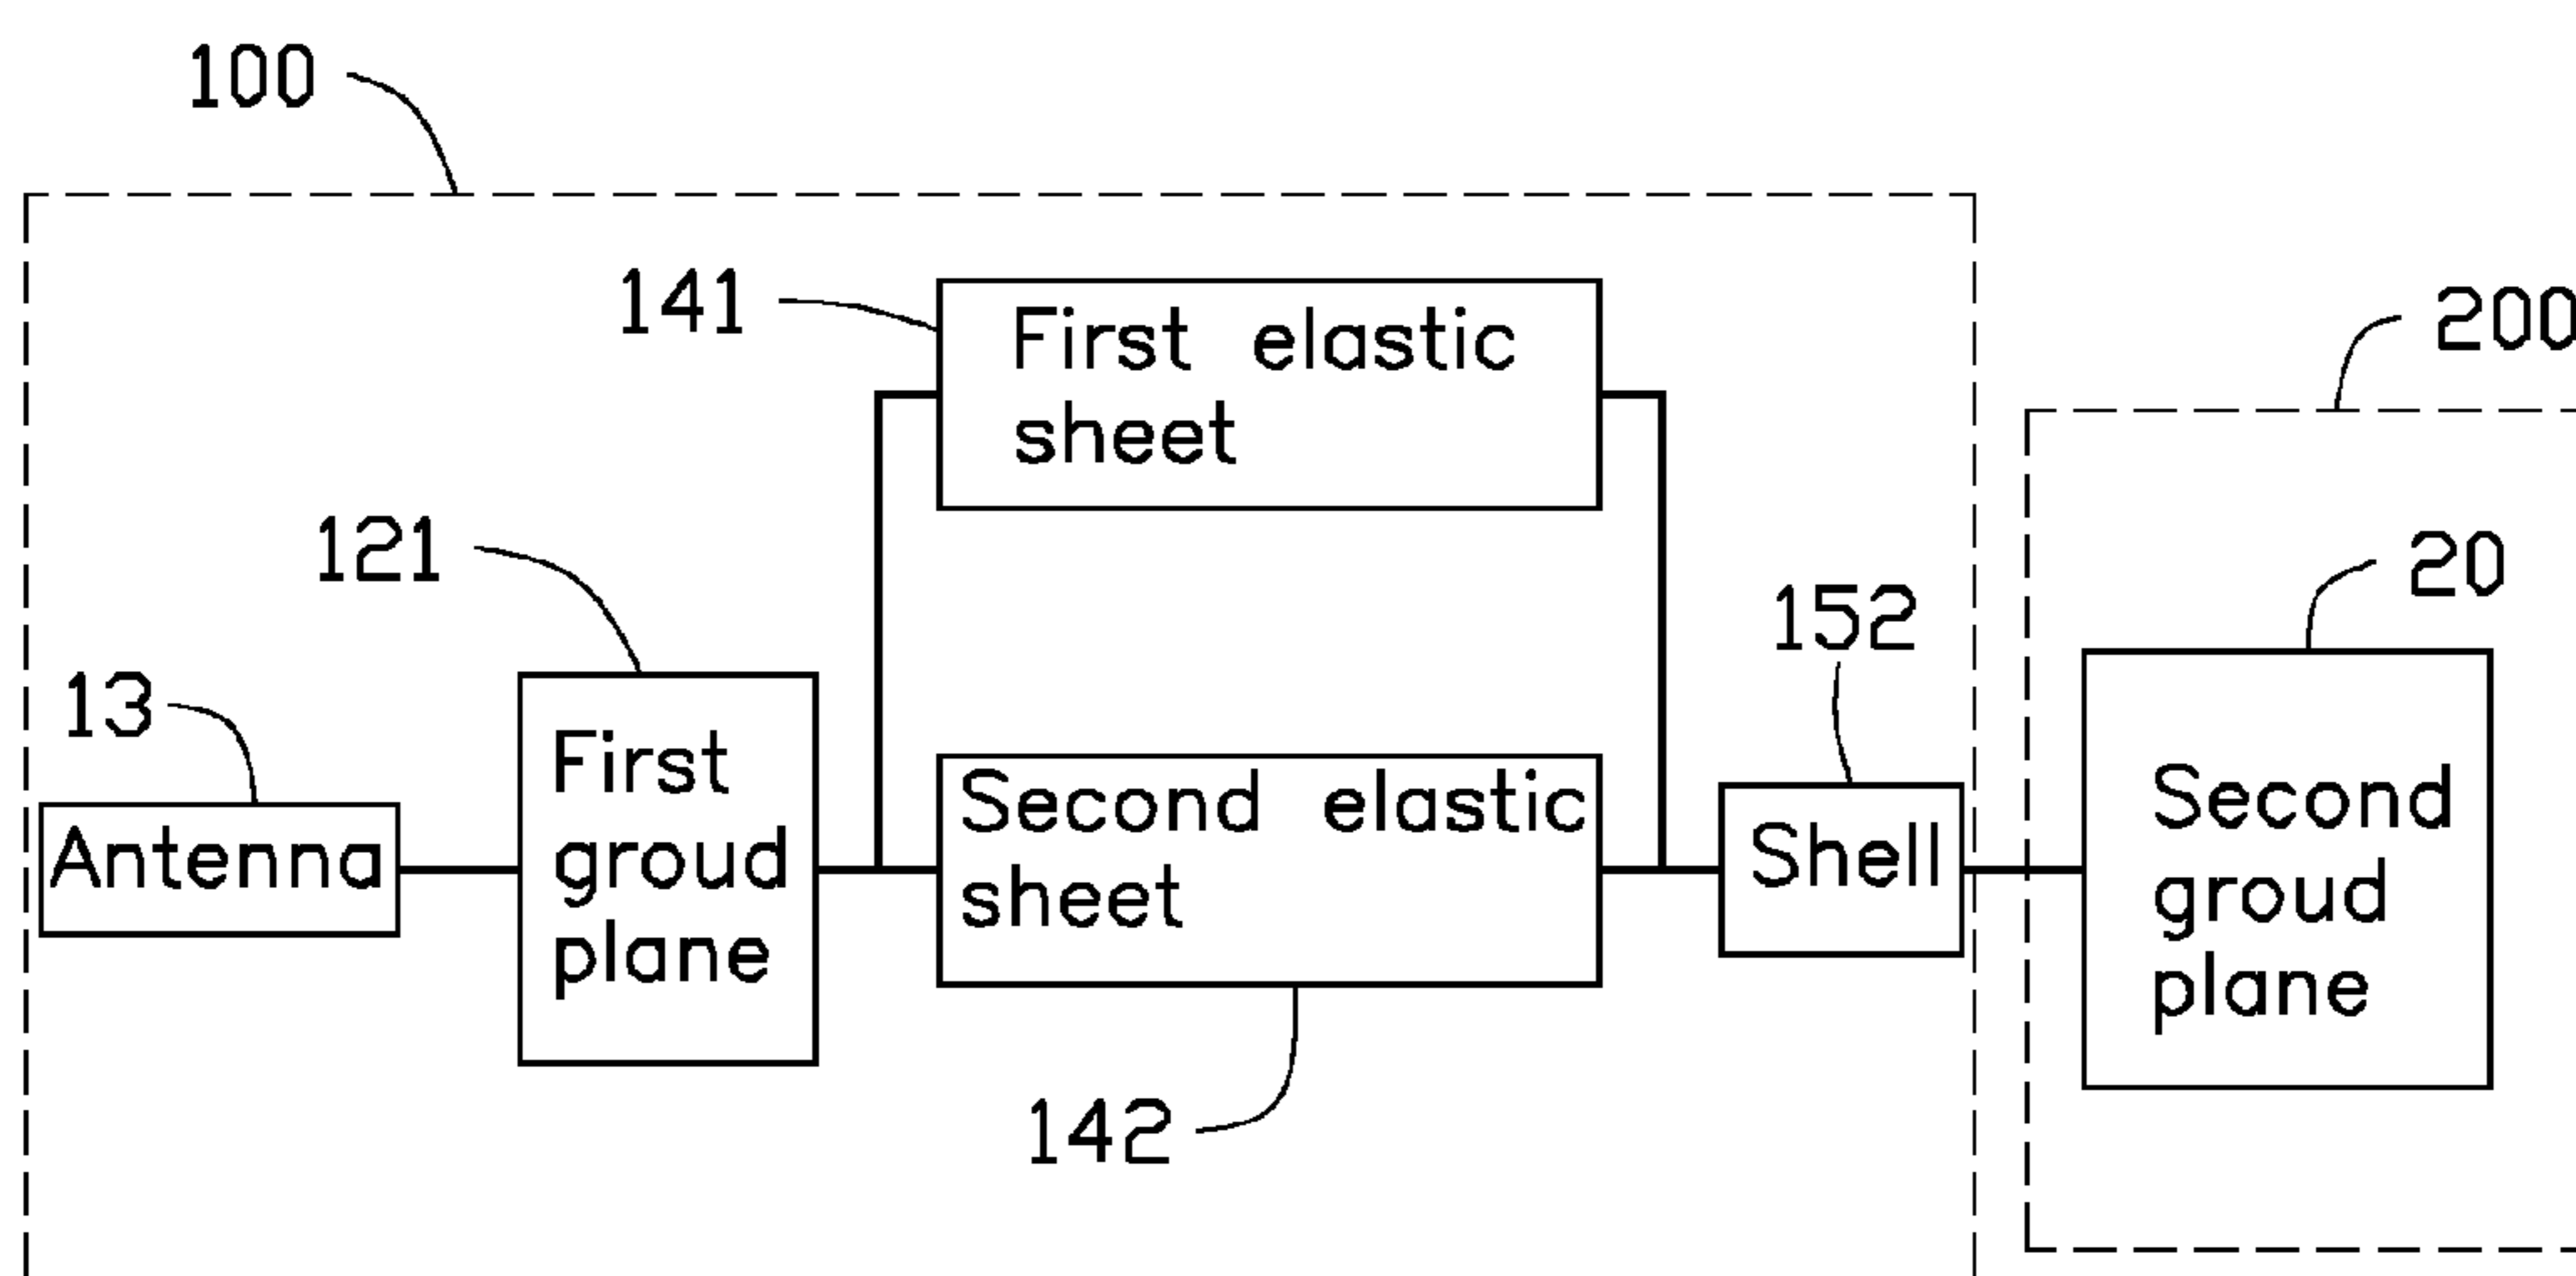 100
141
First elastic
sheet
200
121
20
152
13
First
groud
plane
Antenna
Second elastic
sheet
Shell
Second
groud
plane
142